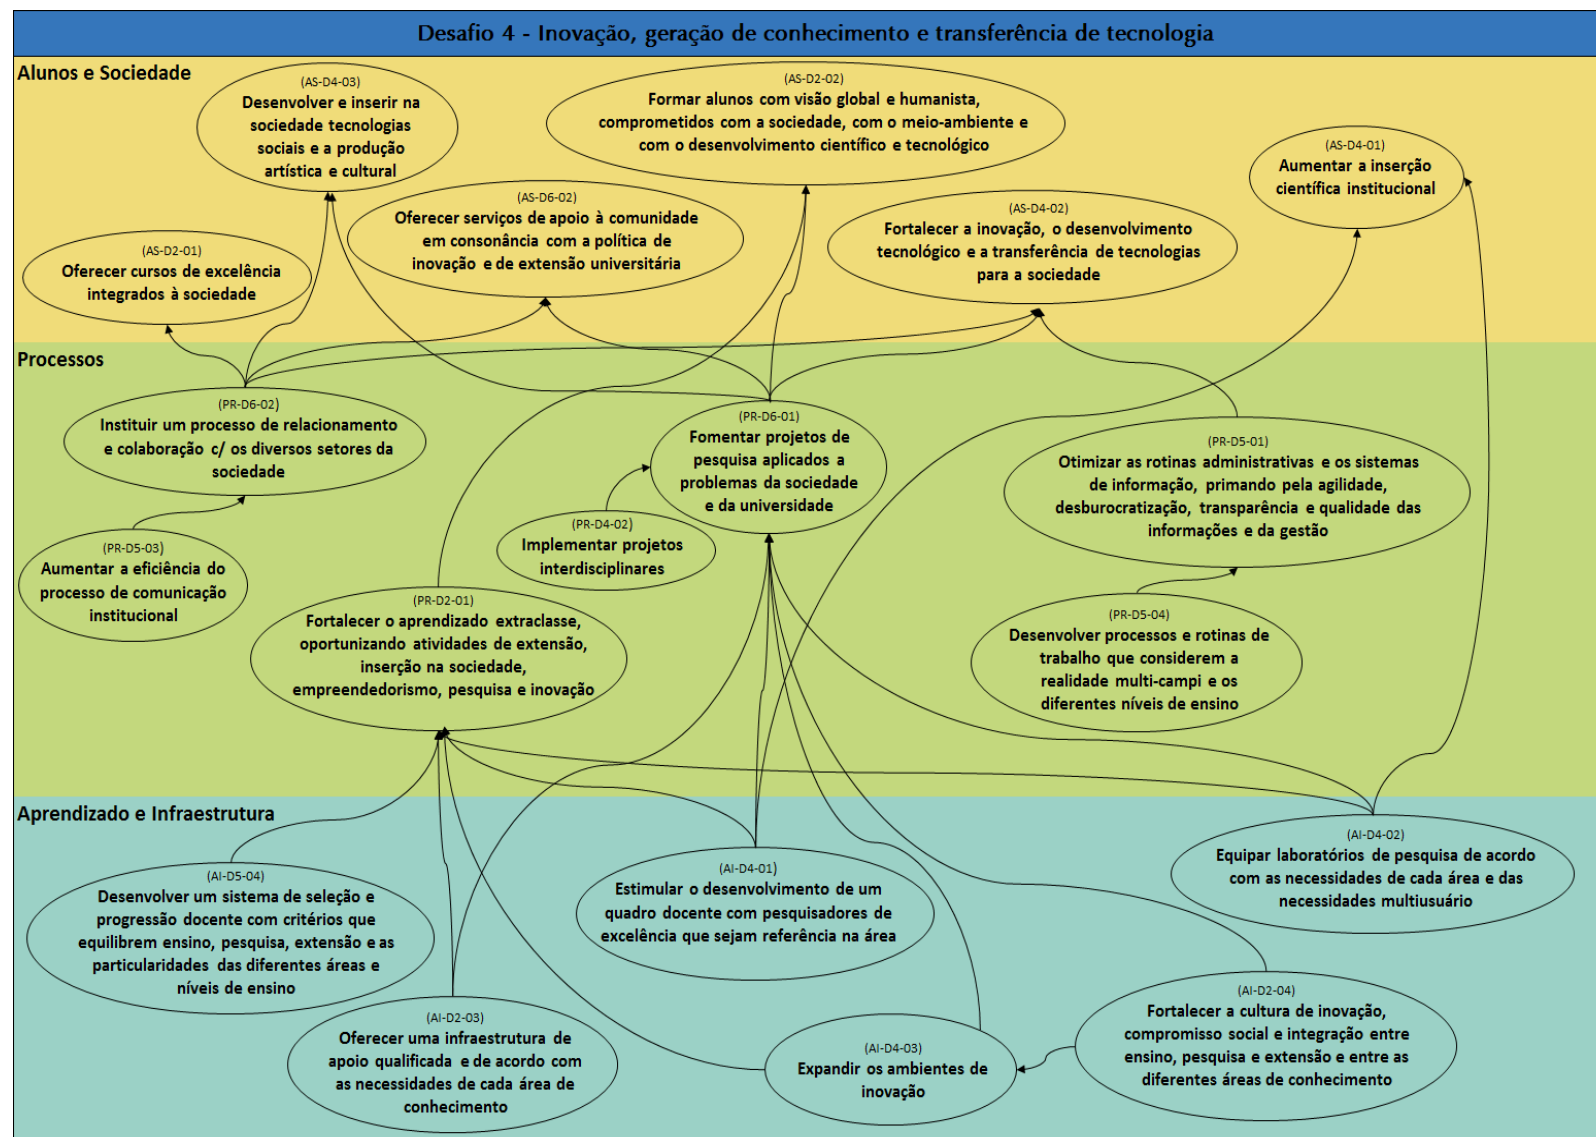 Desafio 4 - Inovação, geração de conhecimento e transferência de tecnologia
Alunos e Sociedade
(AS-D4-03)
Desenvolver e inserir na
sociedade tecnologias
sociais e a produção
artística e cultural
(AS-D2-02)
Formar alunos com visão global e humanista,
comprometidos com a sociedade, com o meio-ambiente e
com o desenvolvimento científico e tecnológico
(AS-D4-01)
Aumentar a inserção
científica institucional
(AS-D6-02)
Oferecer serviços de apoio à comunidade
em consonância com a política de
inovação e de extensão universitária
(AS-D4-02)
Fortalecer a inovação, o desenvolvimento
tecnológico e a transferência de tecnologias
para a sociedade
(AS-D2-01)
Oferecer cursos de excelência
integrados à sociedade
Processos
(PR-D6-02)
Instituir um processo de relacionamento
e colaboração c/ os diversos setores da
sociedade
(PR-D6-01)
Fomentar projetos de
pesquisa aplicados a
problemas da sociedade
e da universidade
(PR-D5-01)
Otimizar as rotinas administrativas e os sistemas
de informação, primando pela agilidade,
desburocratização, transparência e qualidade das
informações e da gestão
(PR-D4-02)
Implementar projetos
interdisciplinares
(PR-D5-03)
Aumentar a eficiência do
processo de comunicação
institucional
(PR-D2-01)
Fortalecer o aprendizado extraclasse,
oportunizando atividades de extensão,
inserção na sociedade,
empreendedorismo, pesquisa e inovação
(PR-D5-04)
Desenvolver processos e rotinas de
trabalho que considerem a
realidade multi-campi e os
diferentes níveis de ensino
Aprendizado e Infraestrutura
(AI-D5-04)
Desenvolver um sistema de seleção e
progressão docente com critérios que
equilibrem ensino, pesquisa, extensão e as
particularidades das diferentes áreas e
níveis de ensino
(AI-D4-01)
Estimular o desenvolvimento de um
quadro docente com pesquisadores de
excelência que sejam referência na área
(AI-D4-02)
Equipar laboratórios de pesquisa de acordo
com as necessidades de cada área e das
necessidades multiusuário
(AI-D2-03)
Oferecer uma infraestrutura de
apoio qualificada e de acordo com
as necessidades de cada área de
conhecimento
(AI-D4-03)
Expandir os ambientes de
inovação
(AI-D2-04)
Fortalecer a cultura de inovação,
compromisso social e integração entre
ensino, pesquisa e extensão e entre as
diferentes áreas de conhecimento